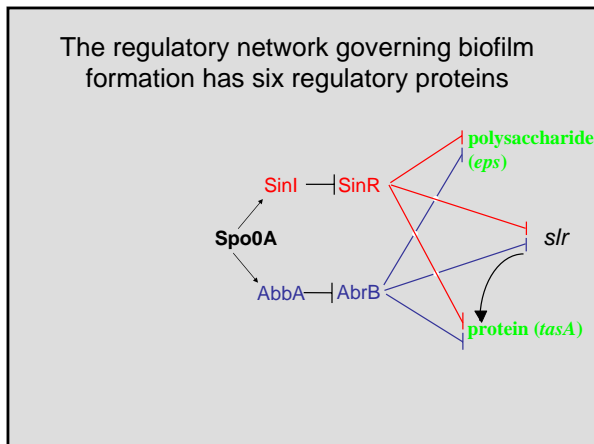 The regulatory network governing biofilm
formation has six regulatory proteins
polysaccharide
(eps)
SinI SinR
slr
Spo0A
AbbA AbrB
protein (tasA)